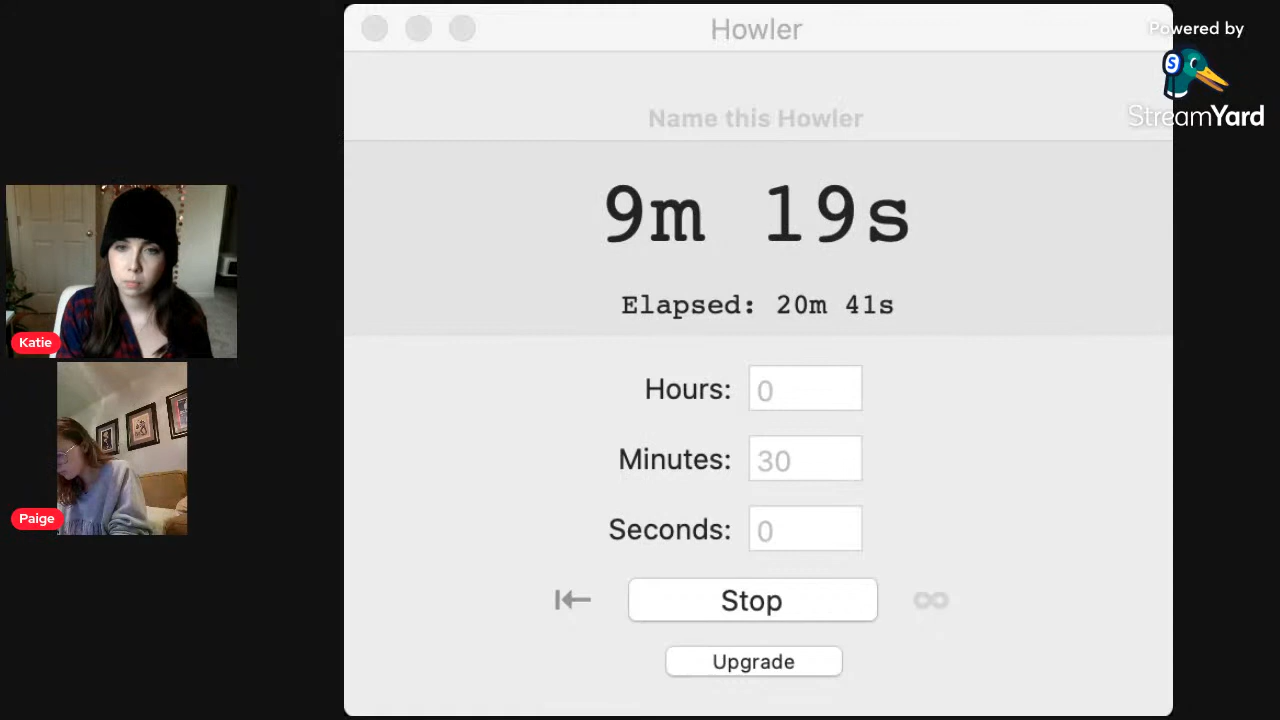 Howler
Powered by
StreamYard
Name this Howler
9m 19s
Elapsed: 20m 41s
Hours: 0
Minutes: 30
Seconds: 0
Stop
Upgrade
Katie
Paige
S